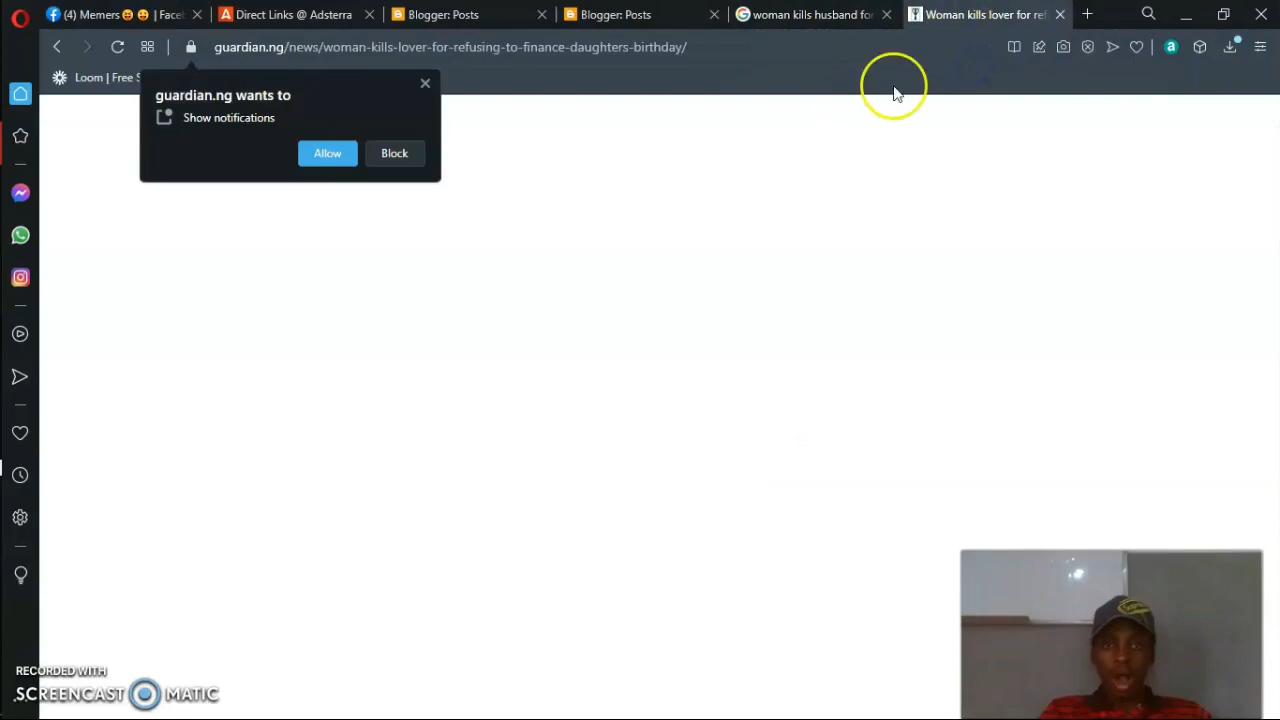 (4) Memers😀😀 | Facel
Direct Links @ Adsterra
Blogger: Posts
Blogger: Posts
woman kills husband for
Woman kills lover for ref
guardian.ng/news/woman-kills-lover-for-refusing-to-finance-daughters-birthday/
Loom | Free S
guardian.ng wants to
Show notifications
Allow
Block
RECORDED WITH
SCREENCAST MATIC